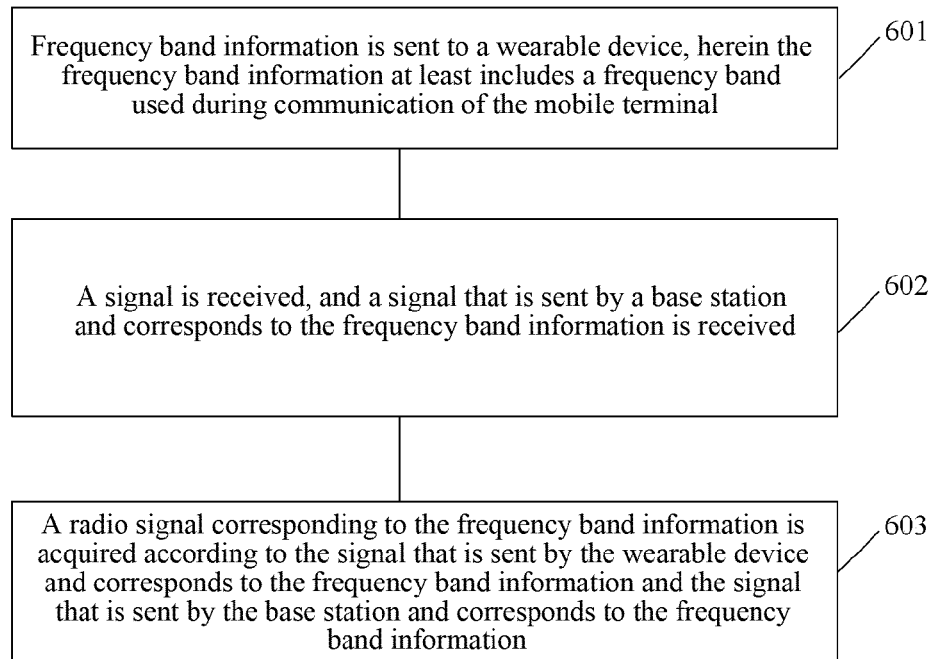 Frequency band information is sent to a wearable device, herein the
frequency band information at least includes a frequency band
used during communication of the mobile terminal
601
A signal is received, and a signal that is sent by a base station
and corresponds to the frequency band information is received
602
A radio signal corresponding to the frequency band information is
acquired according to the signal that is sent by the wearable device
and corresponds to the frequency band information and the signal
that is sent by the base station and corresponds to the frequency
band information
603